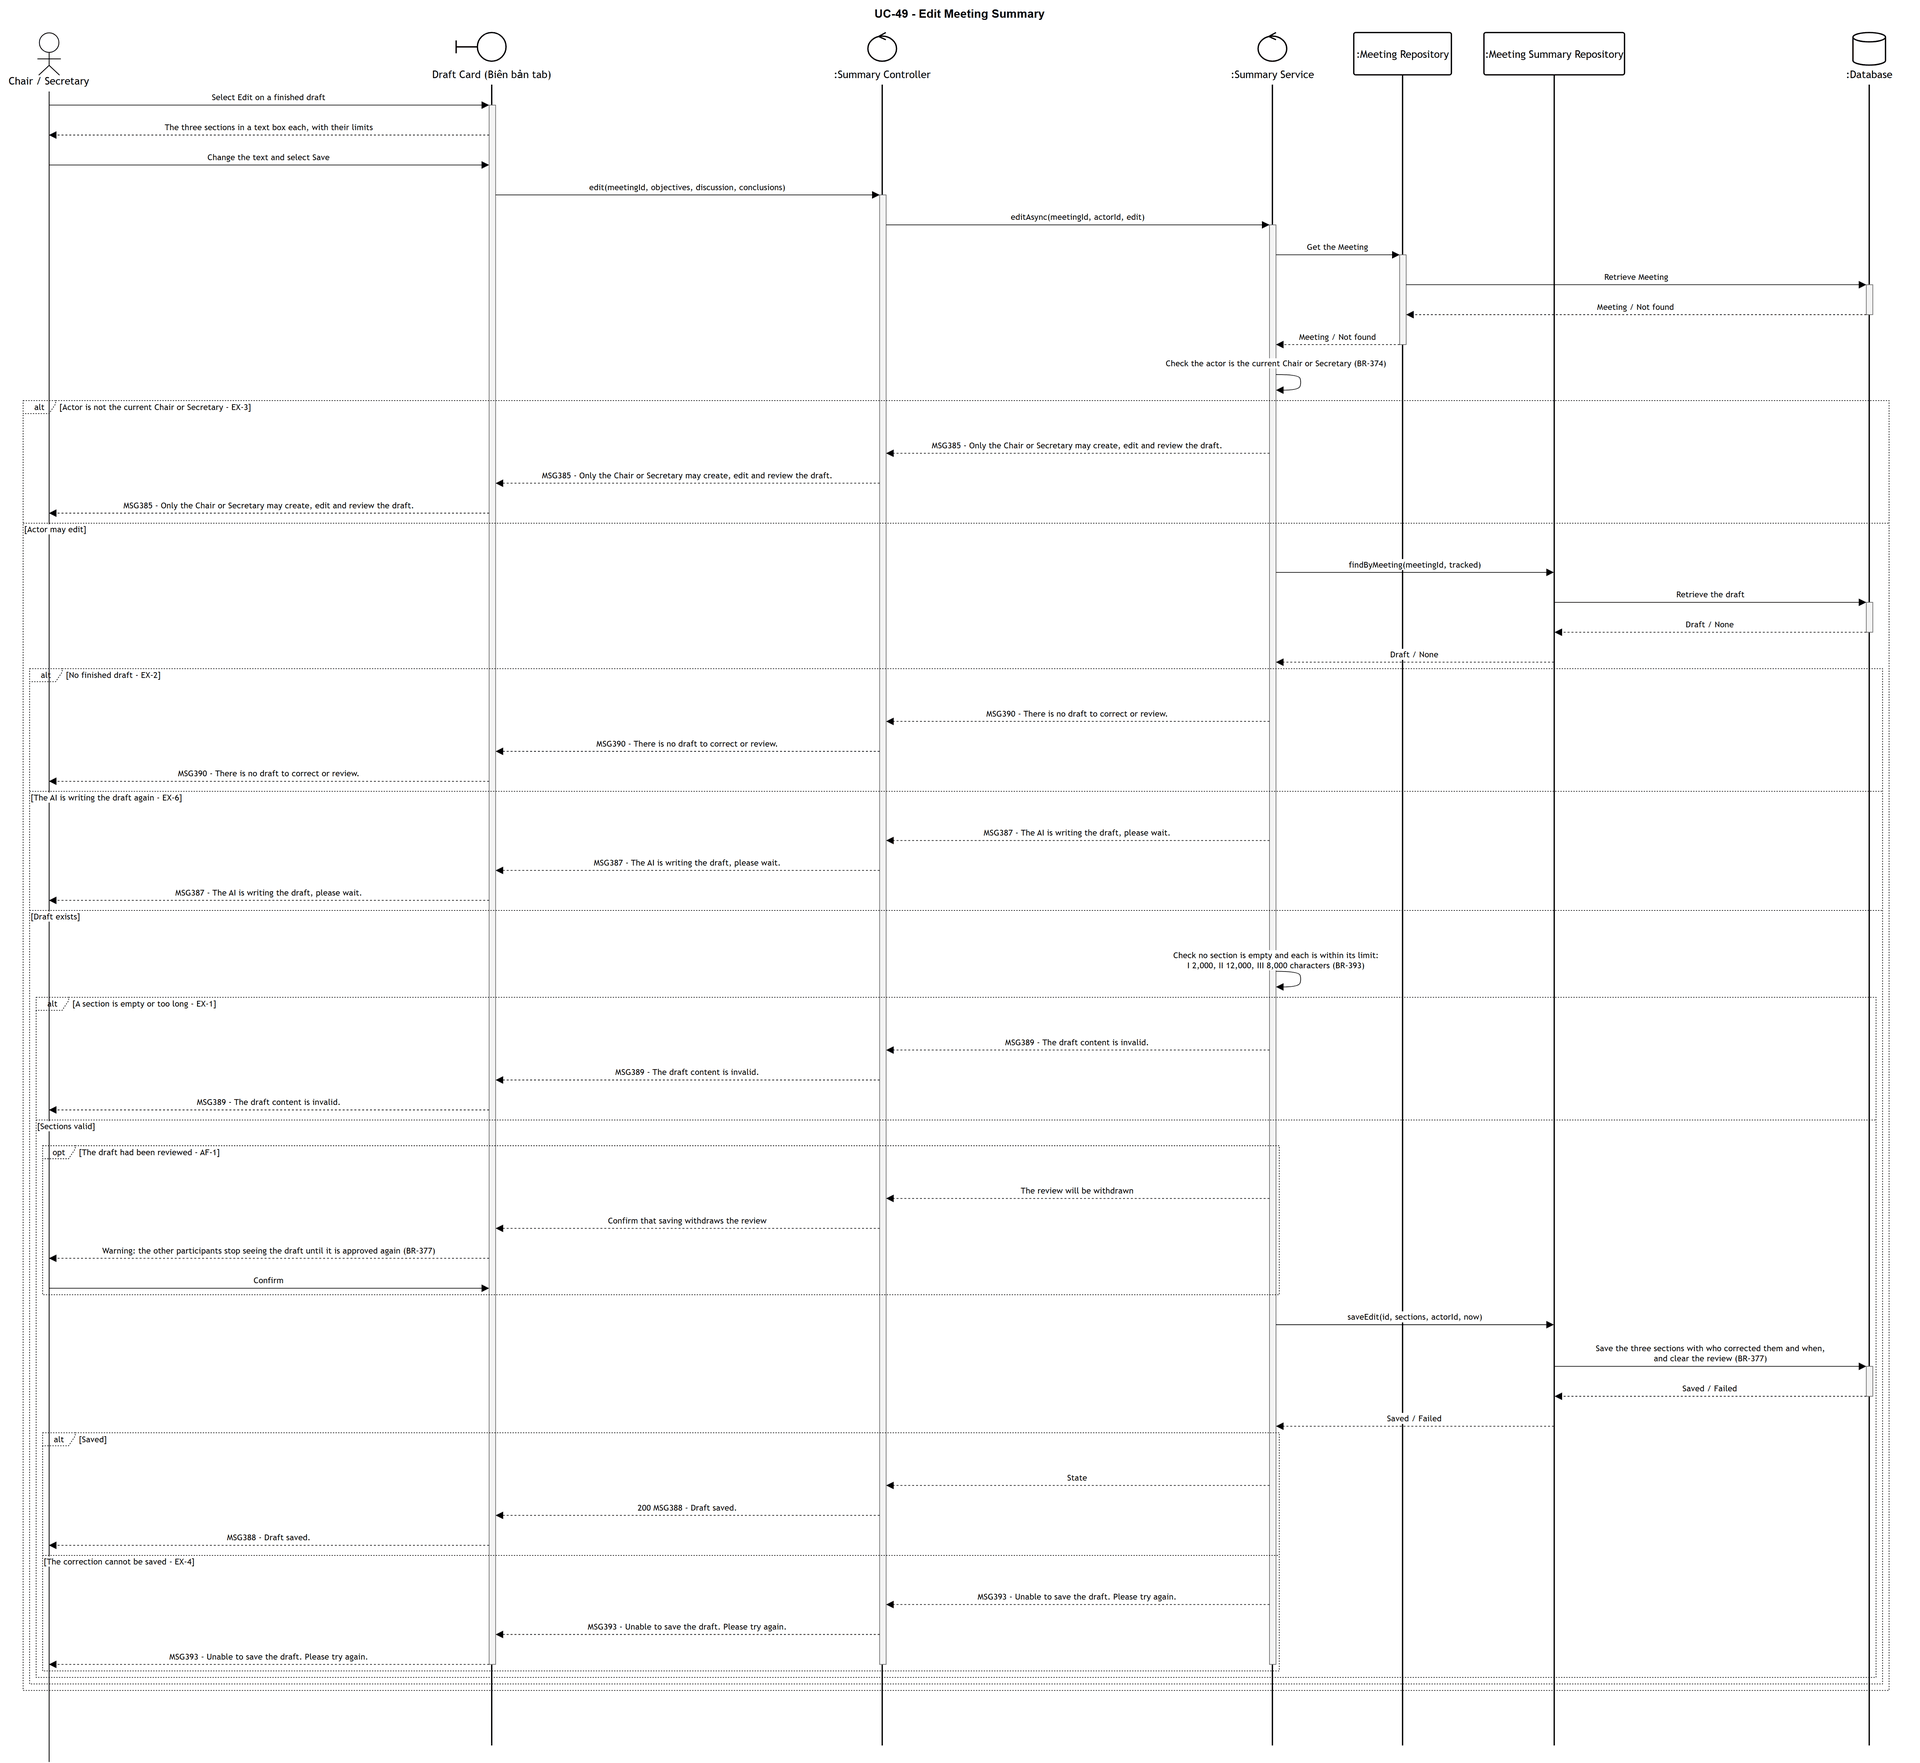 UC-49 - Edit Meeting Summary
Chair / Secretary
Draft Card (Biên bản tab)
:Summary Controller
:Summary Service
:Meeting Repository
:Meeting Summary Repository
:Database
Select Edit on a finished draft
The three sections in a text box each, with their limits
Change the text and select Save
edit(meetingId, objectives, discussion, conclusions)
editAsync(meetingId, actorId, edit)
Get the Meeting
Retrieve Meeting
Meeting / Not found
Meeting / Not found
Check the actor is the current Chair or Secretary (BR-374)
alt
[Actor is not the current Chair or Secretary - EX-3]
MSG385 - Only the Chair or Secretary may create, edit and review the draft.
MSG385 - Only the Chair or Secretary may create, edit and review the draft.
MSG385 - Only the Chair or Secretary may create, edit and review the draft.
[Actor may edit]
findByMeeting(meetingId, tracked)
Retrieve the draft
Draft / None
Draft / None
alt
[No finished draft - EX-2]
MSG390 - There is no draft to correct or review.
MSG390 - There is no draft to correct or review.
MSG390 - There is no draft to correct or review.
[The AI is writing the draft again - EX-6]
MSG387 - The AI is writing the draft, please wait.
MSG387 - The AI is writing the draft, please wait.
MSG387 - The AI is writing the draft, please wait.
[Draft exists]
Check no section is empty and each is within its limit:
I 2,000, II 12,000, III 8,000 characters (BR-393)
alt
[A section is empty or too long - EX-1]
MSG389 - The draft content is invalid.
MSG389 - The draft content is invalid.
MSG389 - The draft content is invalid.
[Sections valid]
opt
[The draft had been reviewed - AF-1]
The review will be withdrawn
Confirm that saving withdraws the review
Warning: the other participants stop seeing the draft until it is approved again (BR-377)
Confirm
saveEdit(id, sections, actorId, now)
Save the three sections with who corrected them and when,
and clear the review (BR-377)
Saved / Failed
Saved / Failed
alt
[Saved]
State
200 MSG388 - Draft saved.
MSG388 - Draft saved.
[The correction cannot be saved - EX-4]
MSG393 - Unable to save the draft. Please try again.
MSG393 - Unable to save the draft. Please try again.
MSG393 - Unable to save the draft. Please try again.